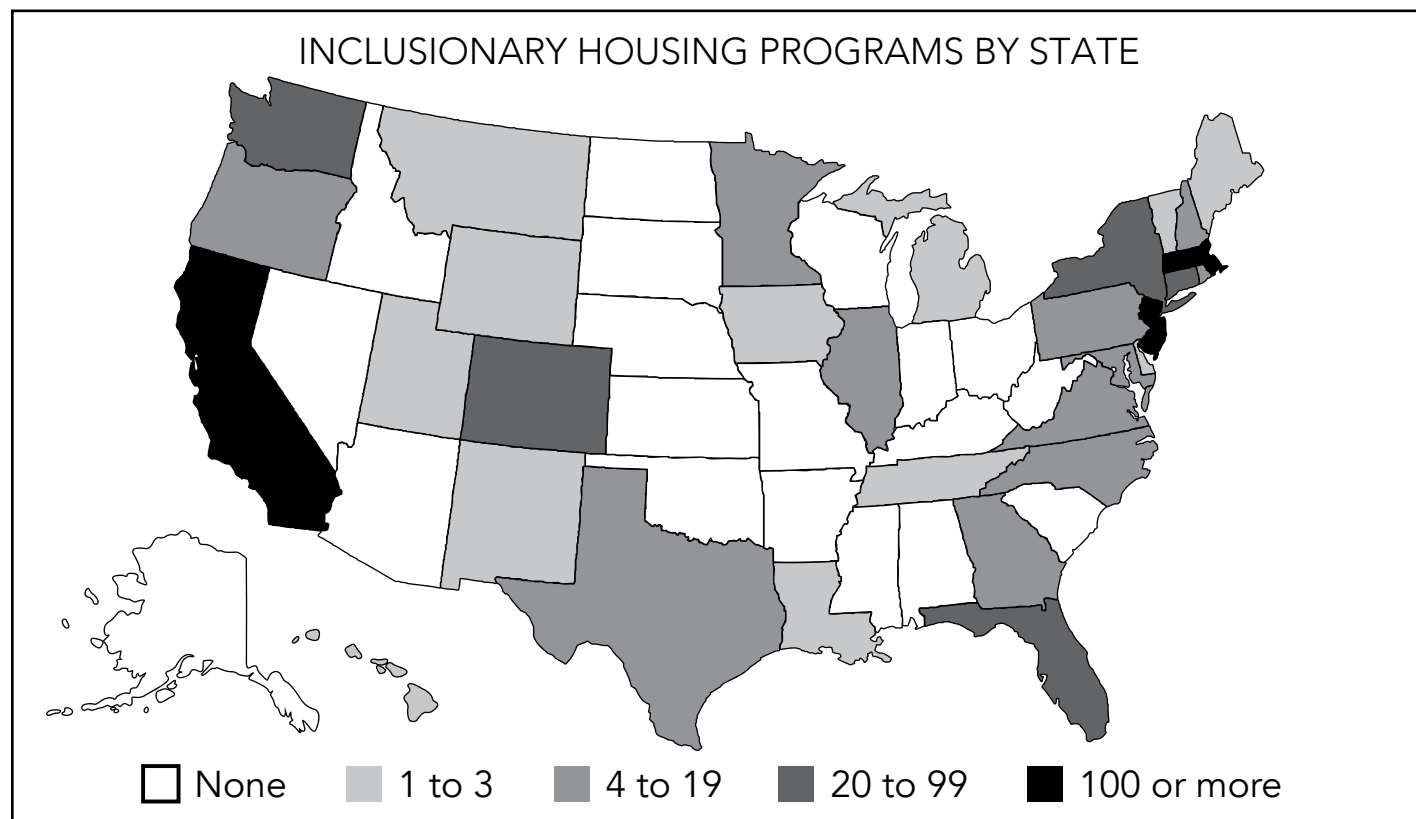 INCLUSIONARY HOUSING PROGRAMS BY STATE
None 1 to 3 4 to 19 20 to 99 100 or more